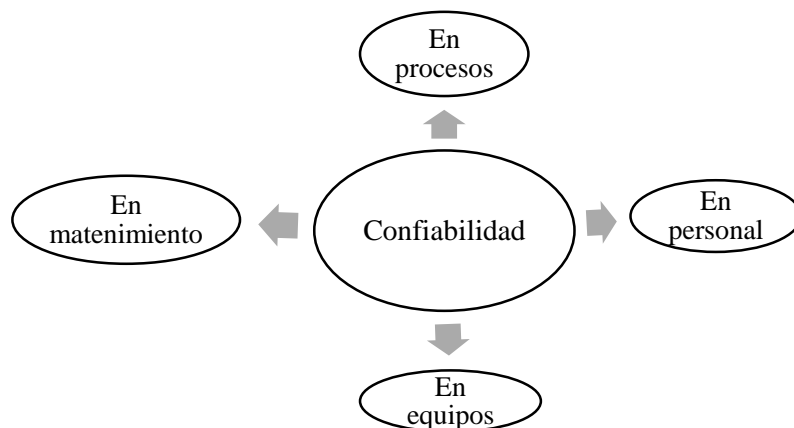 En
procesos
En
matenimiento
Confiabilidad
En
personal
En
equipos